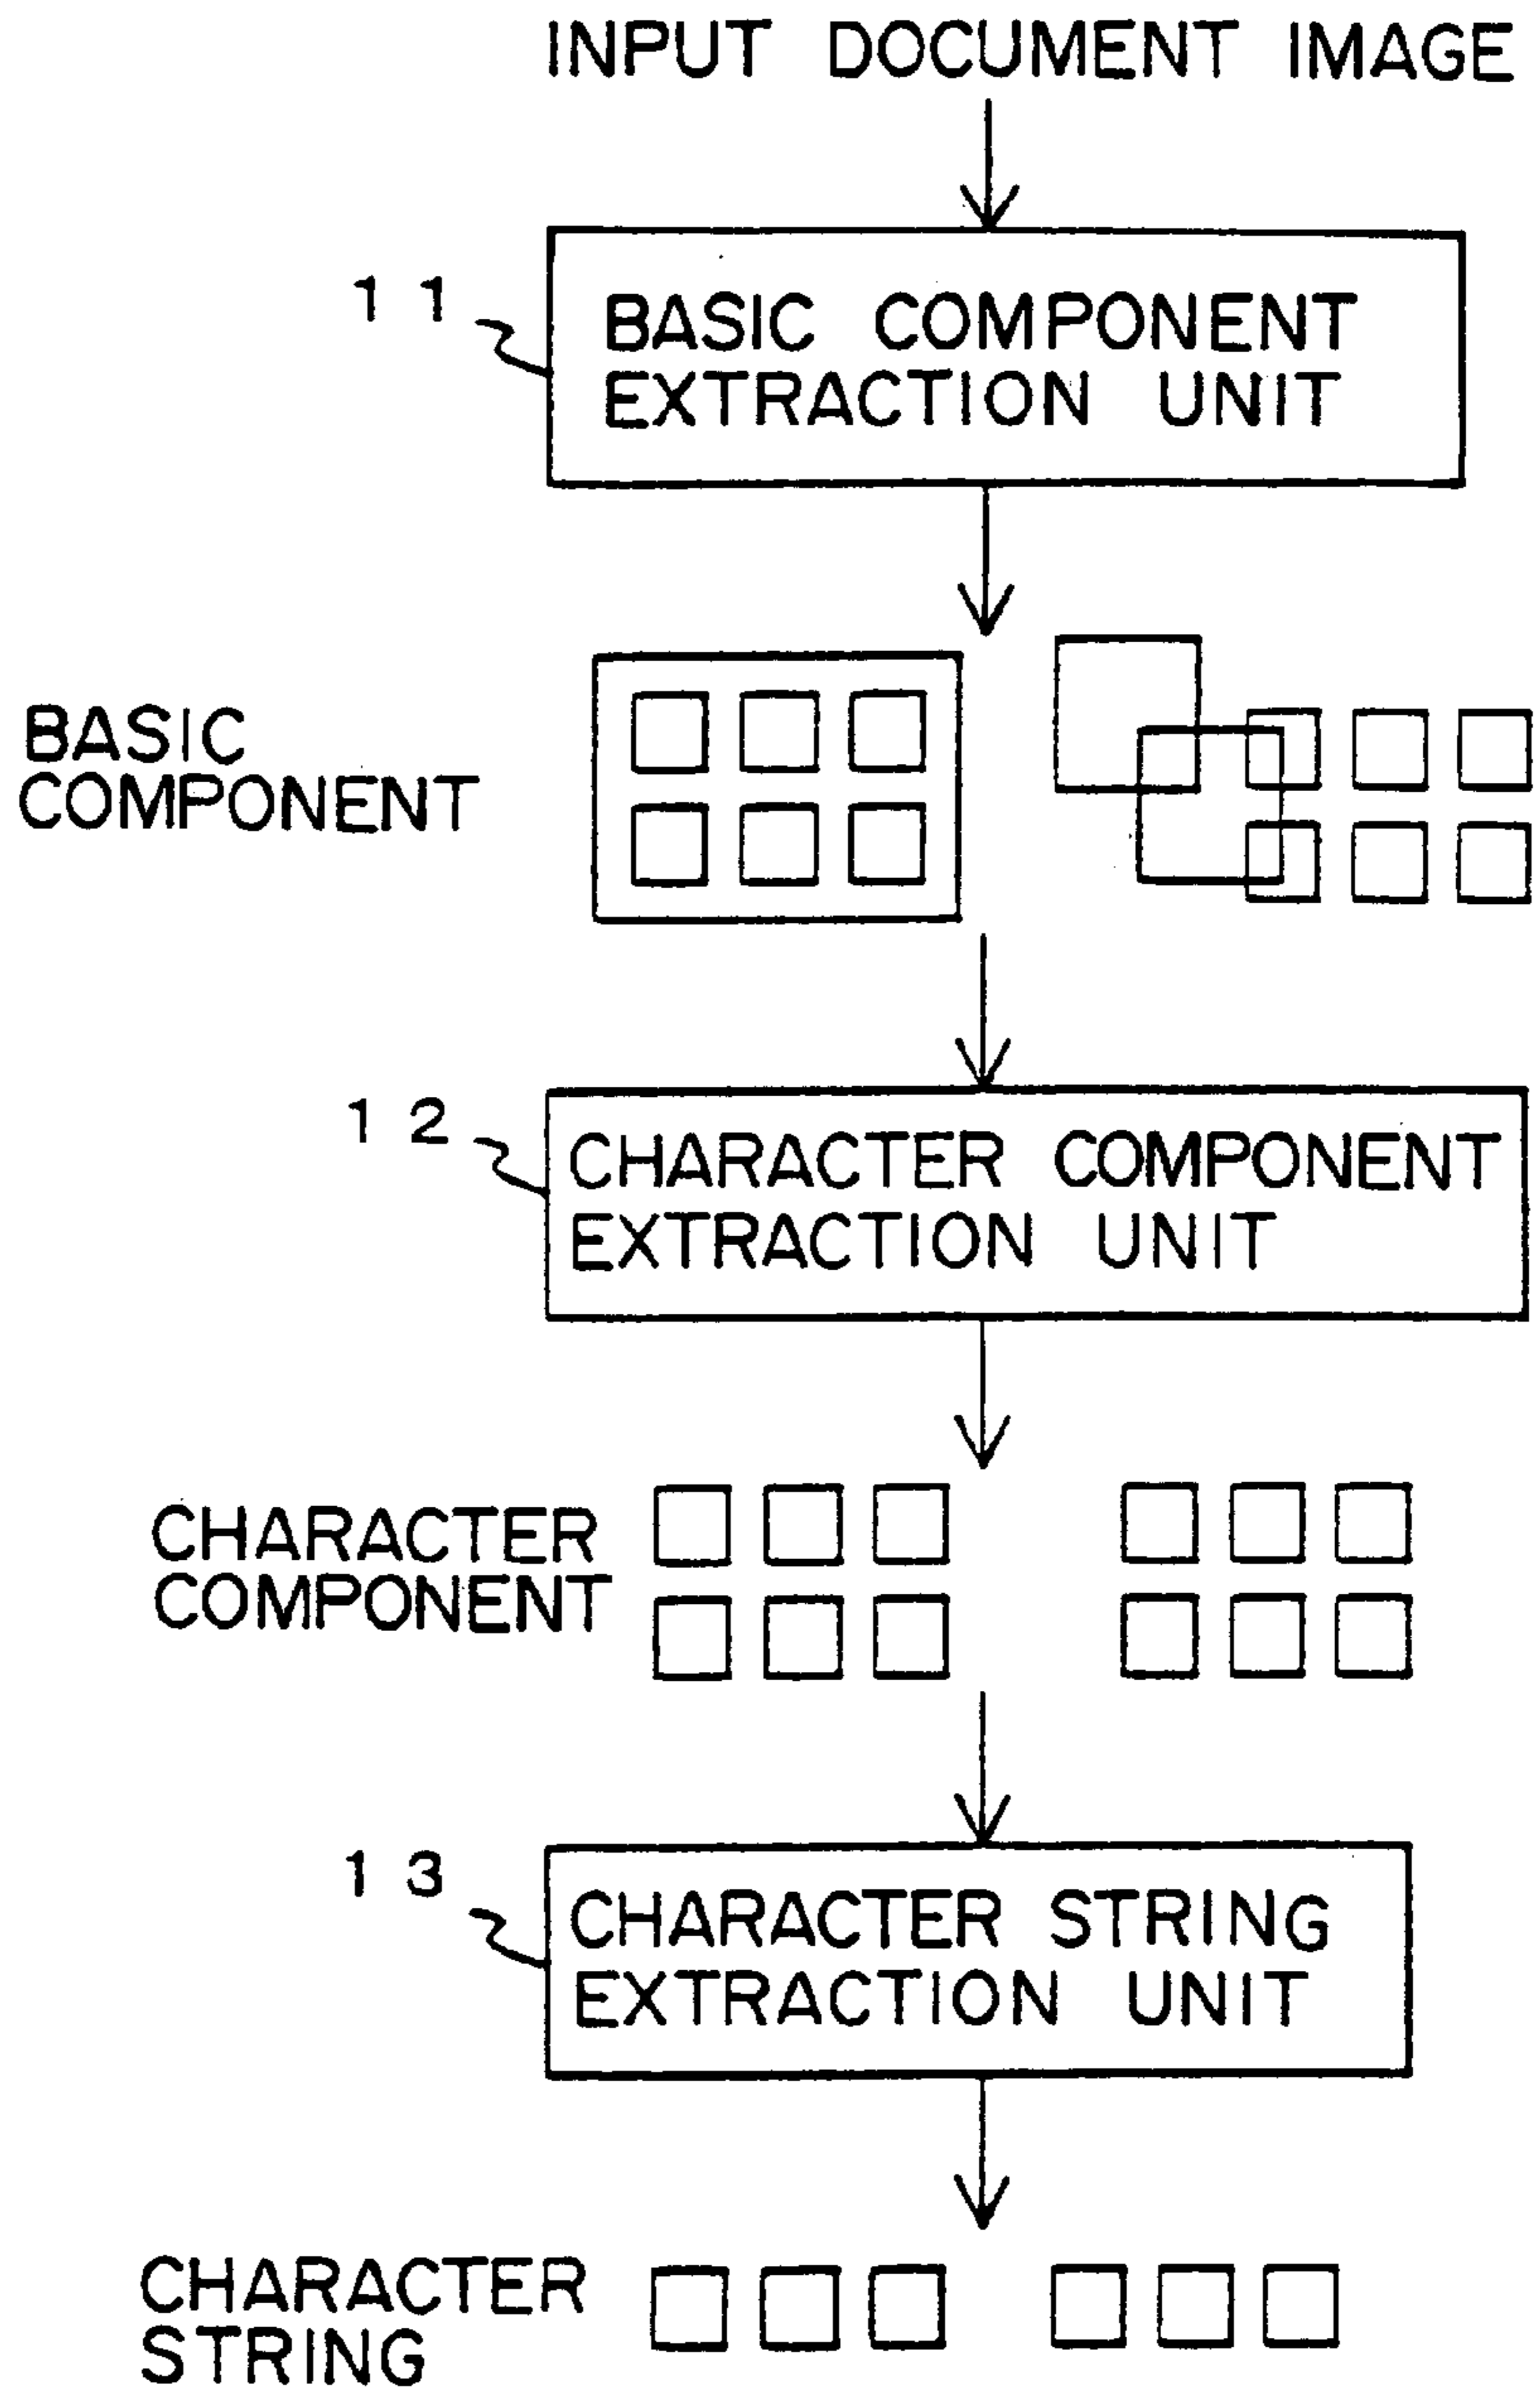 INPUT DOCUMENT IMAGE
11
BASIC COMPONENT
EXTRACTION UNIT
BASIC
COMPONENT
12
CHARACTER COMPONENT
EXTRACTION UNIT
CHARACTER
COMPONENT
13
CHARACTER STRING
EXTRACTION UNIT
CHARACTER
STRING